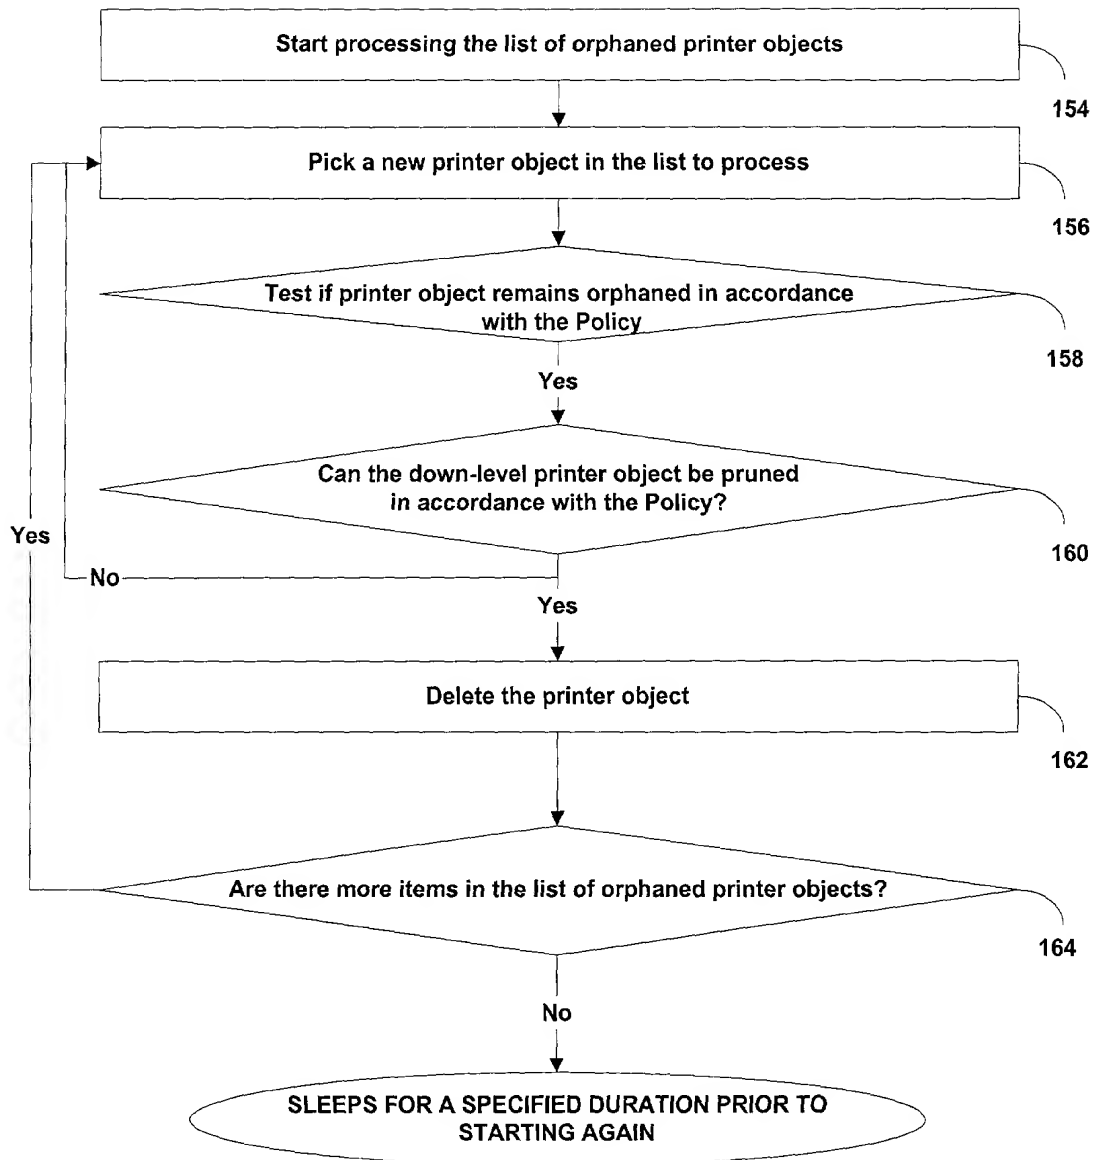 Start processing the list of orphaned printer objects
154
Pick a new printer object in the list to process
156
Test if printer object remains orphaned in accordance
with the Policy
158
Yes
Can the down-level printer object be pruned
in accordance with the Policy?
160
Yes
No
Yes
Delete the printer object
162
Are there more items in the list of orphaned printer objects?
164
No
SLEEPS FOR A SPECIFIED DURATION PRIOR TO
STARTING AGAIN